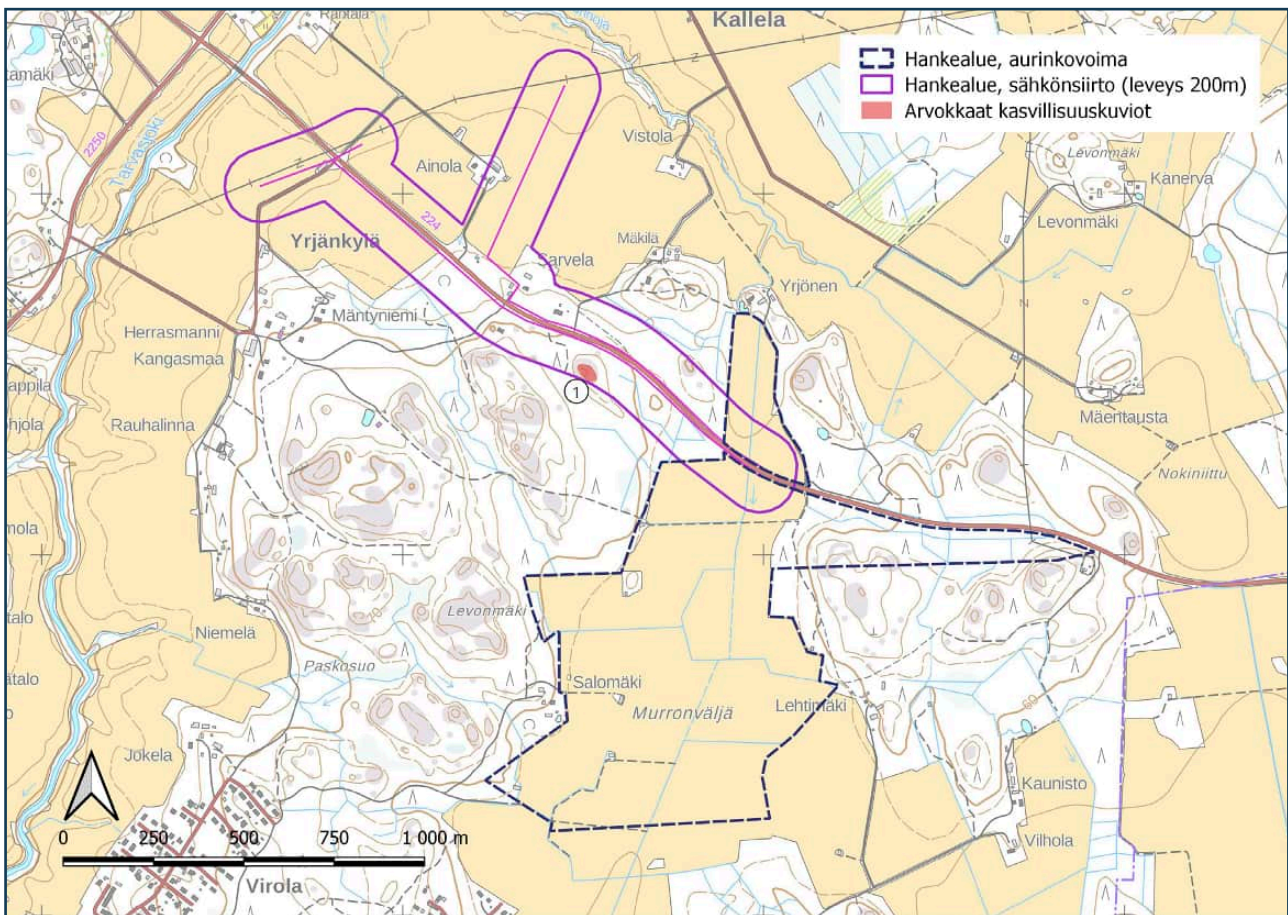 Rantala
Kallela
Hankealue, aurinkovoima
Hankealue, sähkönsiirto (leveys 200m)
Arvokkaat kasvillisuuskuviot
2250
Tarvasjoki
Vistola
Ainola
Levonmäki
Kanerva
Levonmäki
224
Yrjänkylä
Mäkilä
Sarvela
Yrjönen
Mäntyniemi
Herrasmanni
Kangasmaa
1
Rauhalinna
Mäentausta
Nokiniittu
Levonmäki
Niemelä
Paskosuo
Salomäki
Murronväljä
Lehtimäki
Jokela
Kaunisto
Vilhola
0 250 500 750 1 000 m
Virola